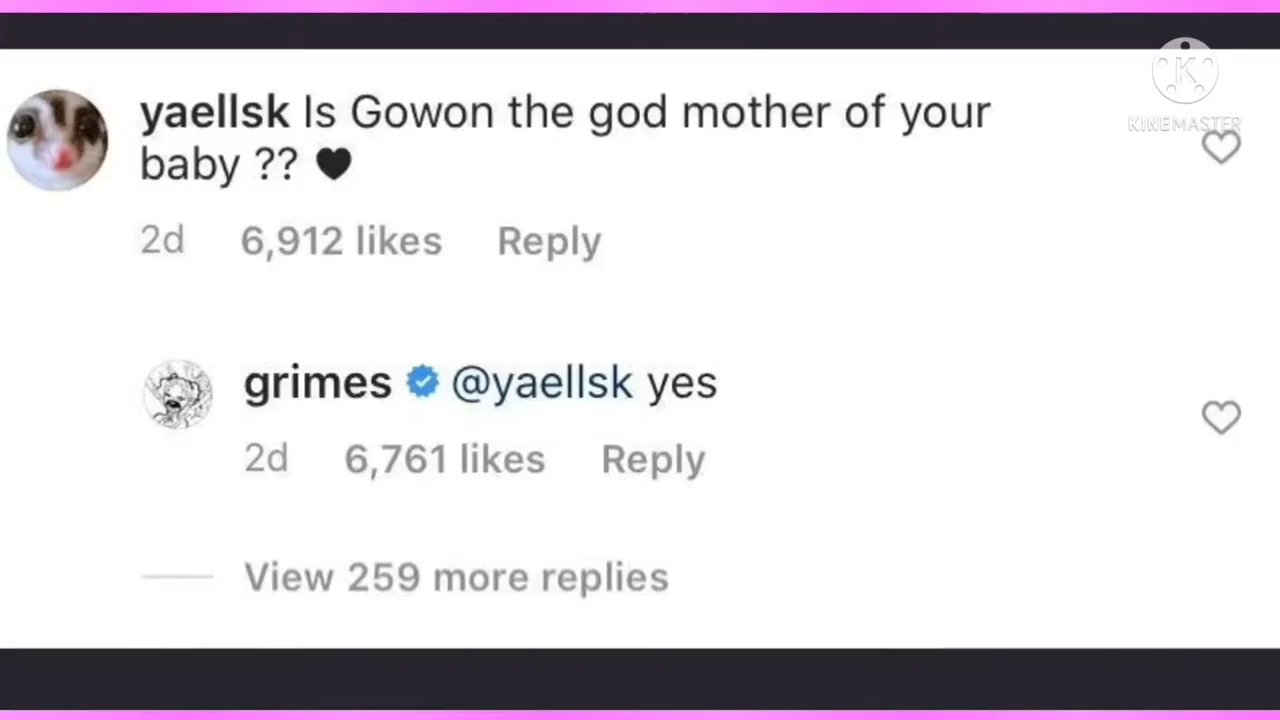 yaellsk Is Gowon the god mother of your
baby ?? 🖤
2d 6,912 likes Reply
grimes @yaellsk yes
2d 6,761 likes Reply
View 259 more replies
K
KINEMASTER